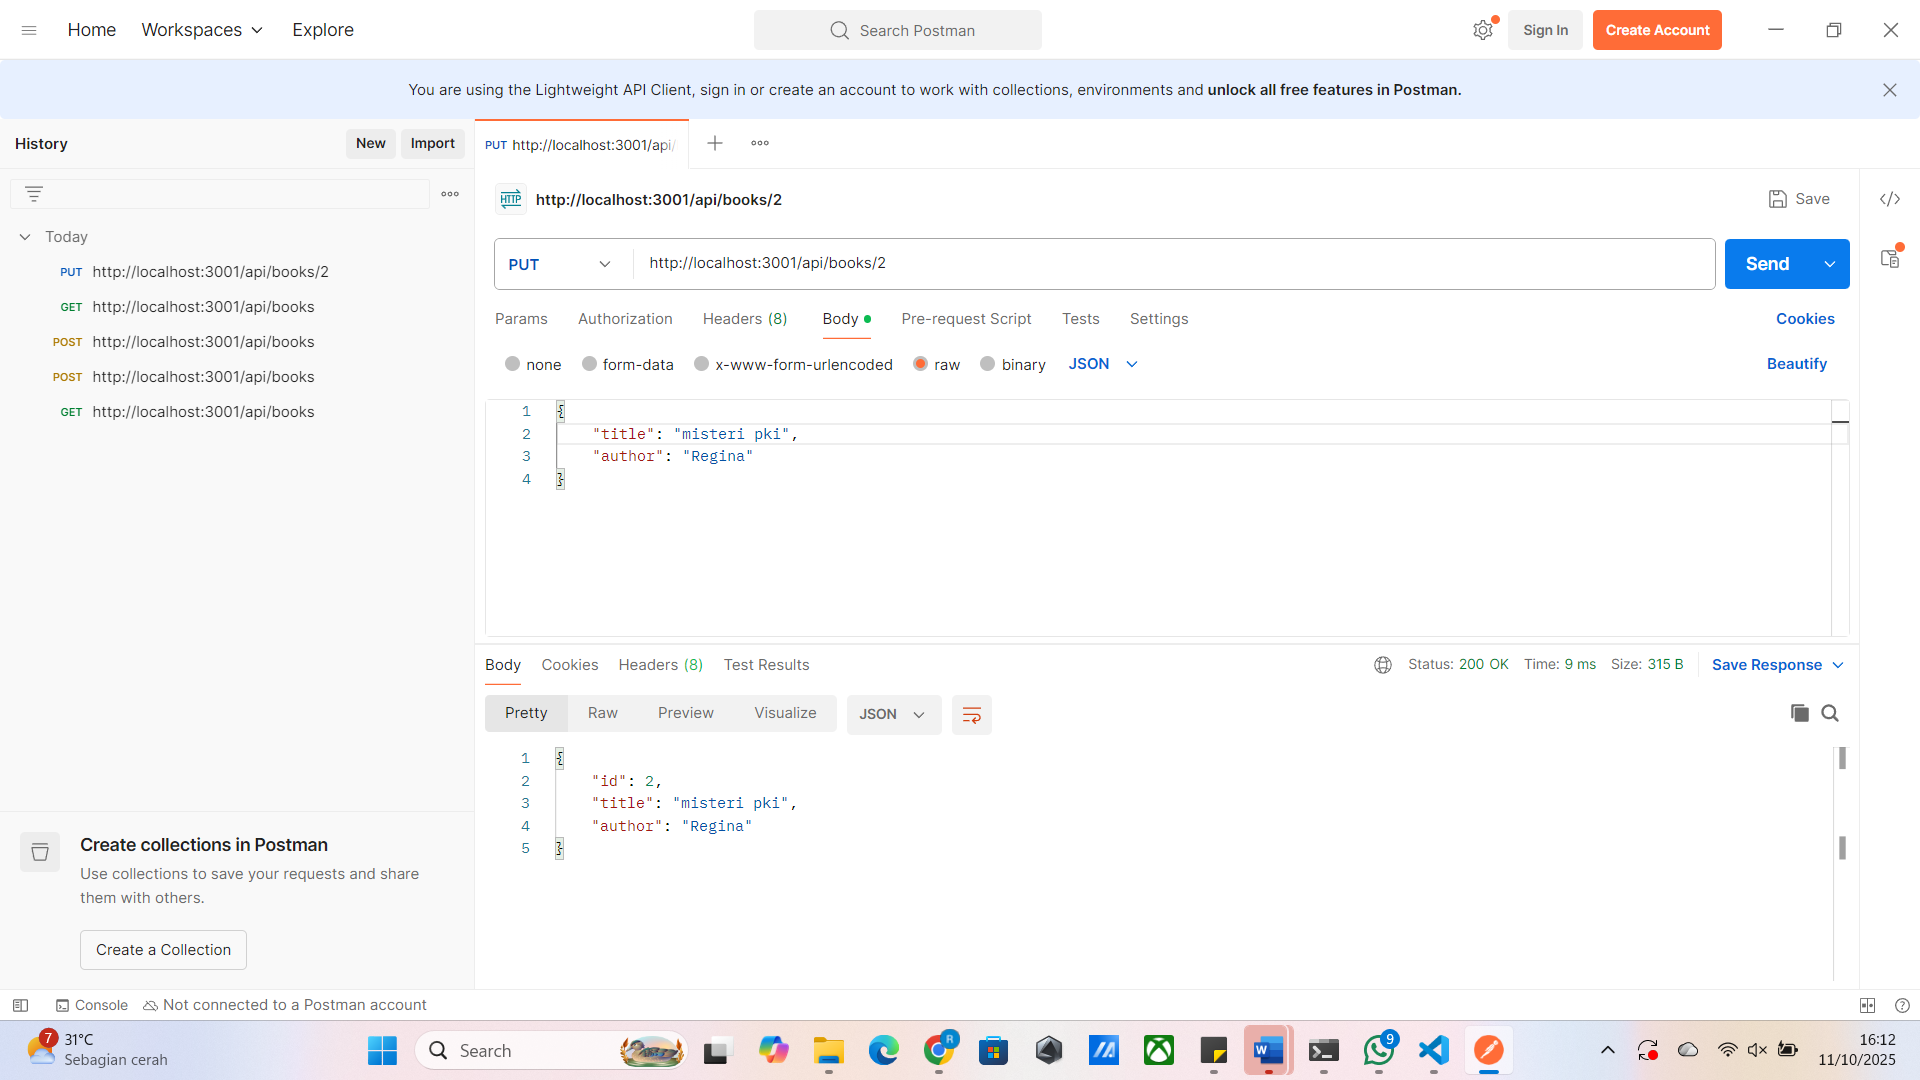 Home Workspaces Explore
Search Postman
Sign In Create Account
You are using the Lightweight API Client, sign in or create an account to work with collections, environments and unlock all free features in Postman.
History New Import
PUT http://localhost:3001/api/
HTTP http://localhost:3001/api/books/2 Save
Today
PUT http://localhost:3001/api/books/2
GET http://localhost:3001/api/books
POST http://localhost:3001/api/books
POST http://localhost:3001/api/books
GET http://localhost:3001/api/books
PUT http://localhost:3001/api/books/2 Send
Params Authorization Headers (8) Body Pre-request Script Tests Settings Cookies
none form-data x-www-form-urlencoded raw binary JSON Beautify
1 {
2 "title": "misteri pki",
3 "author": "Regina"
4 }
Body Cookies Headers (8) Test Results Status: 200 OK Time: 9 ms Size: 315 B Save Response
Pretty Raw Preview Visualize JSON
1 {
2 "id": 2,
3 "title": "misteri pki",
4 "author": "Regina"
5 }
Create collections in Postman
Use collections to save your requests and share
them with others.
Create a Collection
Console Not connected to a Postman account
7 31°C
Sebagian cerah
Search
R
W
9
16:12
11/10/2025